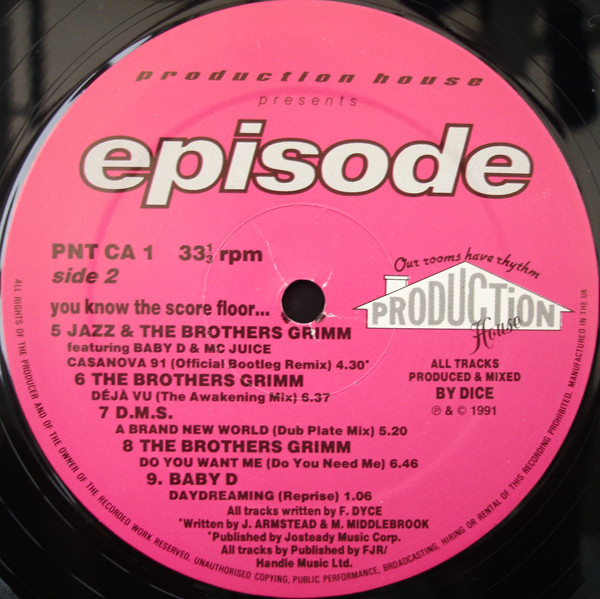 production house
presents
episode
PNT CA 1 33⅓ rpm
side 2
you know the score floor...
5 JAZZ & THE BROTHERS GRIMM
featuring BABY D & MC JUICE
CASANOVA 91 (Official Bootleg Remix) 4.30*
6 THE BROTHERS GRIMM
DÉJÀ VU (The Awakening Mix) 6.37
7 D.M.S.
A BRAND NEW WORLD (Dub Plate Mix) 5.20
8 THE BROTHERS GRIMM
DO YOU WANT ME (Do You Need Me) 6.46
9. BABY D
DAYDREAMING (Reprise) 1.06
All tracks written by F. DYCE
*Written by J. ARMSTEAD & M. MIDDLEBROOK
*Published by Josteady Music Corp.
All tracks by Published by FJR/
Handle Music Ltd.
Our rooms have rhythm
PRODUCTiON
House
ALL TRACKS
PRODUCED & MIXED
BY DICE
℗ & © 1991
ALL RIGHTS OF THE PRODUCER AND OF THE OWNER OF THE RECORDED WORK RESERVED. UNAUTHORISED COPYING, PUBLIC PERFORMANCE, BROADCASTING, HIRING OR RENTAL OF THIS RECORDING PROHIBITED. MANUFACTURED IN THE UK